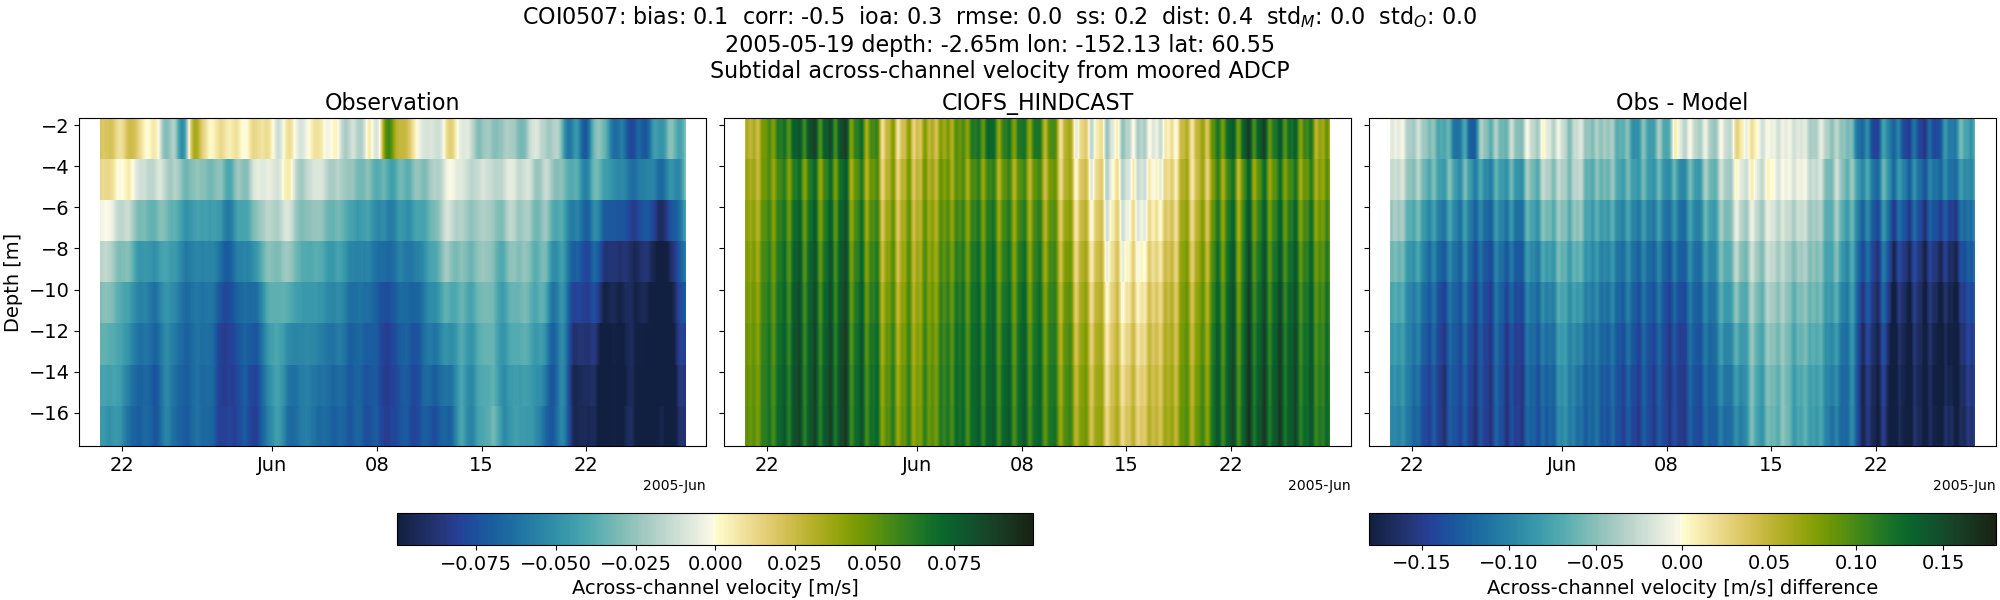 COI0507: bias: 0.1  corr: -0.5  ioa: 0.3  rmse: 0.0  ss: 0.2  dist: 0.4  std_M: 0.0  std_O: 0.0
2005-05-19 depth: -2.65m lon: -152.13 lat: 60.55
Subtidal across-channel velocity from moored ADCP
Observation
CIOFS_HINDCAST
Obs - Model
Depth [m]
−2
−4
−6
−8
−10
−12
−14
−16
22 Jun 08 15 22
2005-Jun
22 Jun 08 15 22
2005-Jun
22 Jun 08 15 22
2005-Jun
−0.075 −0.050 −0.025 0.000 0.025 0.050 0.075
Across-channel velocity [m/s]
−0.15 −0.10 −0.05 0.00 0.05 0.10 0.15
Across-channel velocity [m/s] difference